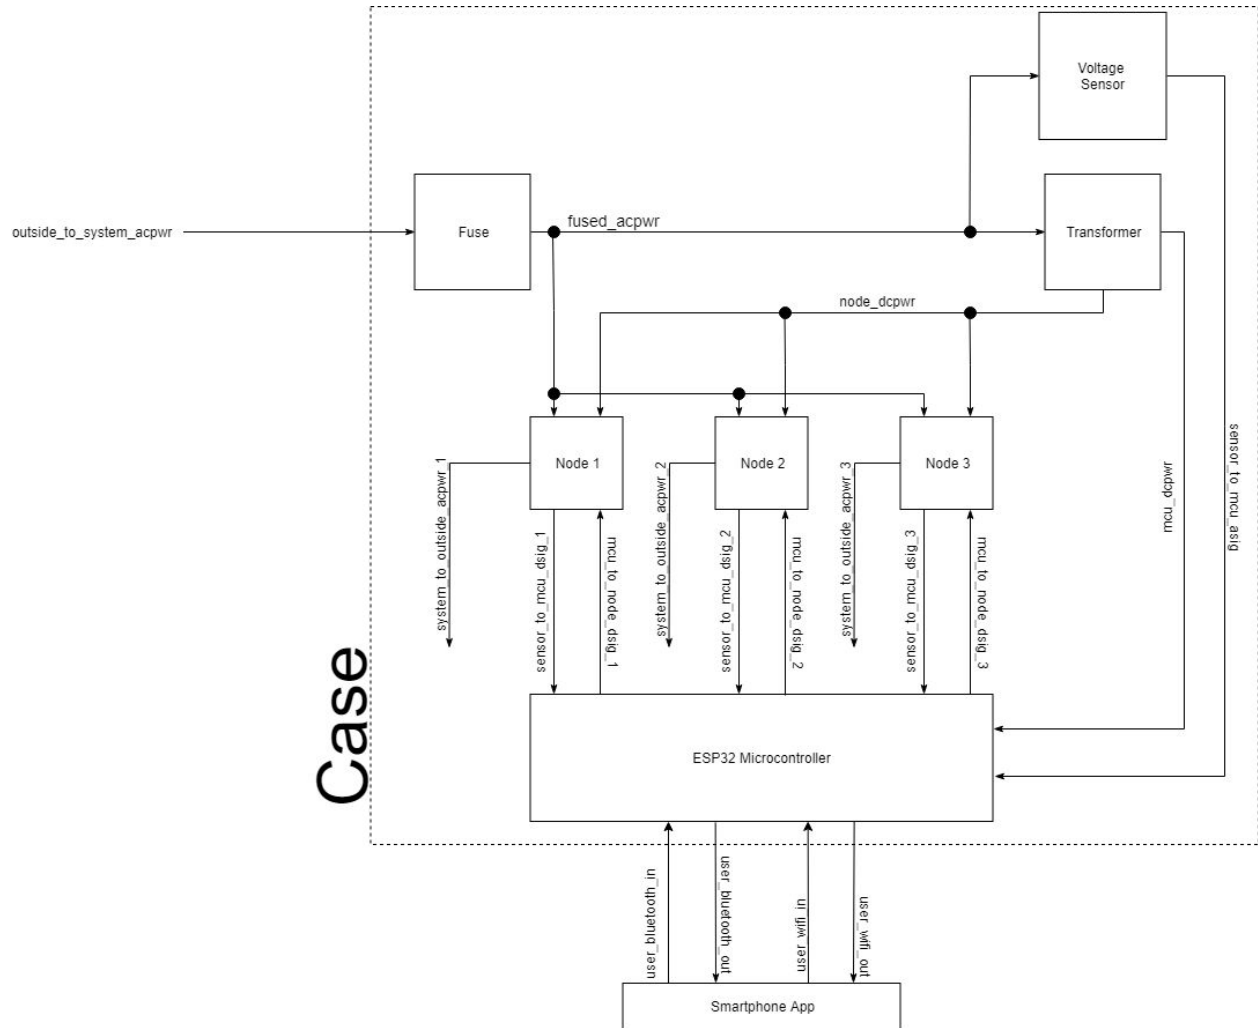 Voltage
Sensor
outside_to_system_acpwr
Fuse
fused_acpwr
Transformer
node_dcpwr
Node 1
Node 2
Node 3
system_to_outside_acpwr_1
sensor_to_mcu_dsig_1
mcu_to_node_dsig_1
system_to_outside_acpwr_2
sensor_to_mcu_dsig_2
mcu_to_node_dsig_2
system_to_outside_acpwr_3
sensor_to_mcu_dsig_3
mcu_to_node_dsig_3
mcu_dcpwr
sensor_to_mcu_asig
Case
ESP32 Microcontroller
user_bluetooth_in
user_bluetooth_out
user_wifi_in
user_wifi_out
Smartphone App